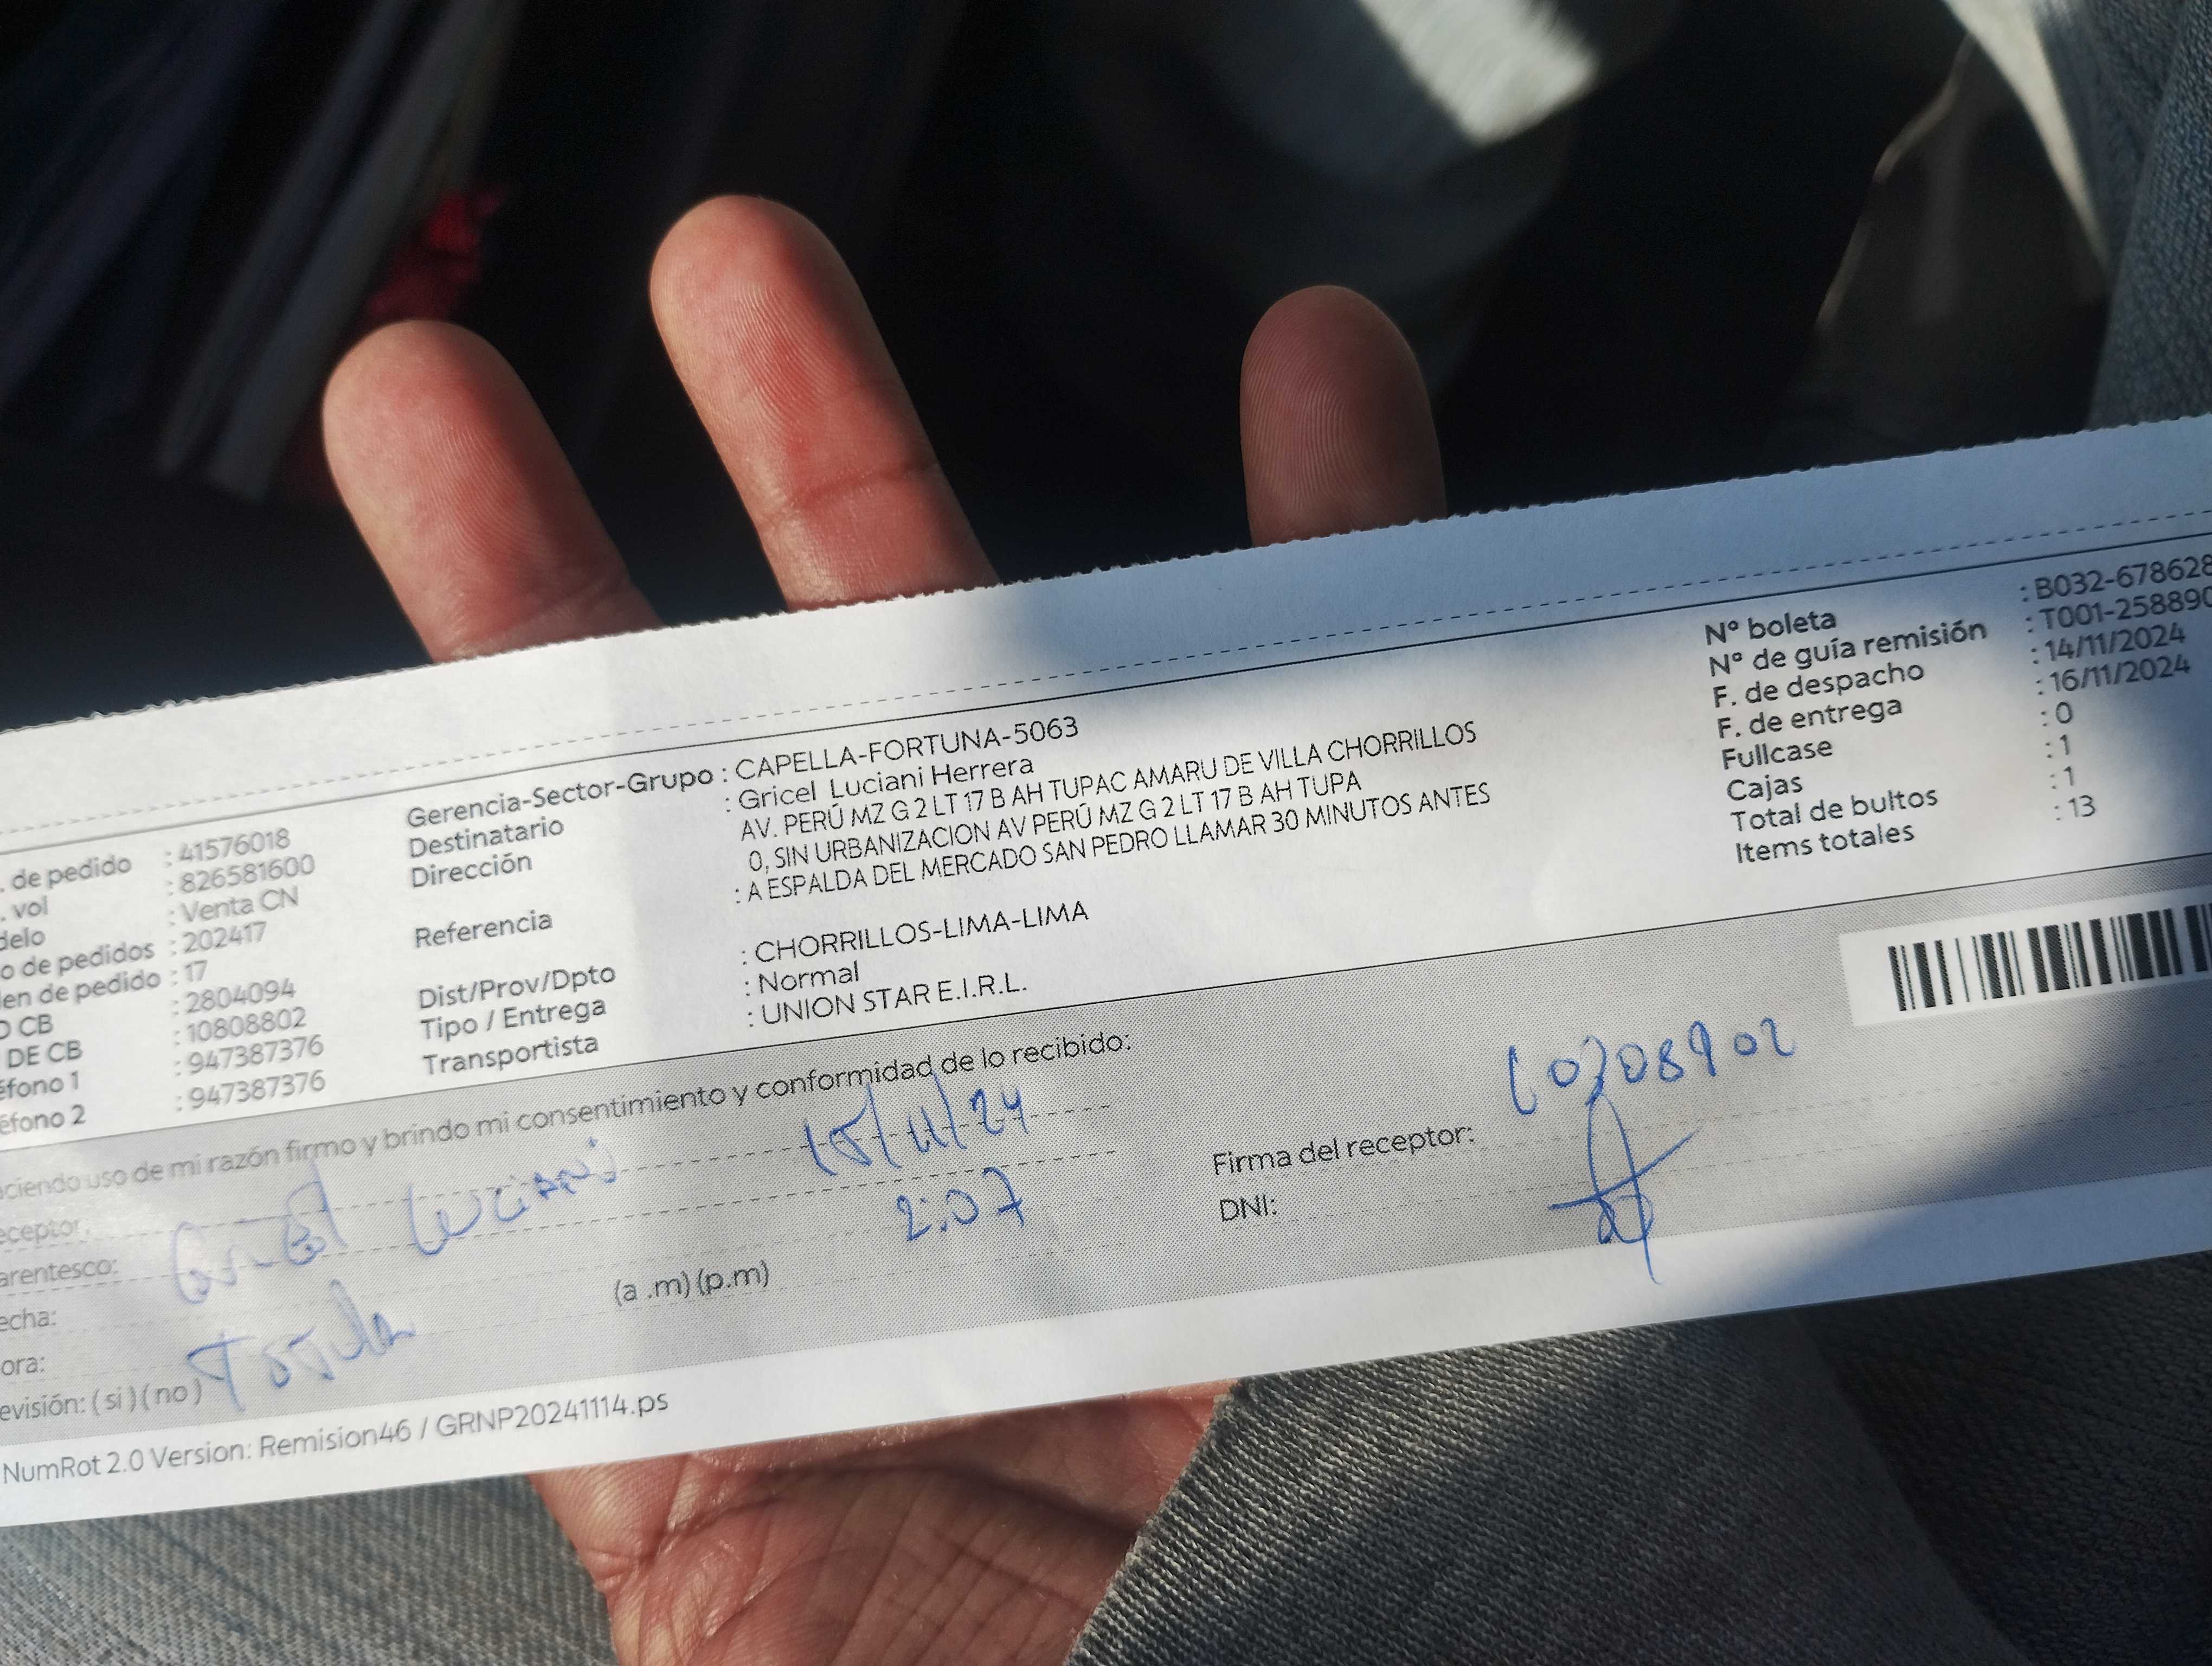 . de pedido : 41576018
. vol : 826581600
delo : Venta CN
o de pedidos : 202417
en de pedido : 17
O CB : 2804094
DE CB : 10808802
éfono 1 : 947387376
éfono 2 : 947387376
Gerencia-Sector-Grupo : CAPELLA-FORTUNA-5063
Destinatario : Gricel Luciani Herrera
Dirección AV. PERÚ MZ G 2 LT 17 B AH TUPAC AMARU DE VILLA CHORRILLOS
0, SIN URBANIZACION AV PERÚ MZ G 2 LT 17 B AH TUPA
Referencia : A ESPALDA DEL MERCADO SAN PEDRO LLAMAR 30 MINUTOS ANTES
Dist/Prov/Dpto : CHORRILLOS-LIMA-LIMA
Tipo / Entrega : Normal
Transportista : UNION STAR E.I.R.L.
N° boleta : B032-678628
N° de guía remisión : T001-258890
F. de despacho : 14/11/2024
F. de entrega : 16/11/2024
Fullcase : 0
Cajas : 1
Total de bultos : 1
Items totales : 13
ciendo uso de mi razón firmo y brindo mi consentimiento y conformidad de lo recibido:
eceptor. Luciani 15/11/24
arentesco: 2:07
echa:
ora: (a .m) (p.m)
evisión: ( si ) ( no )
10808902
Firma del receptor:
DNI:
NumRot 2.0 Version: Remision46 / GRNP20241114.ps